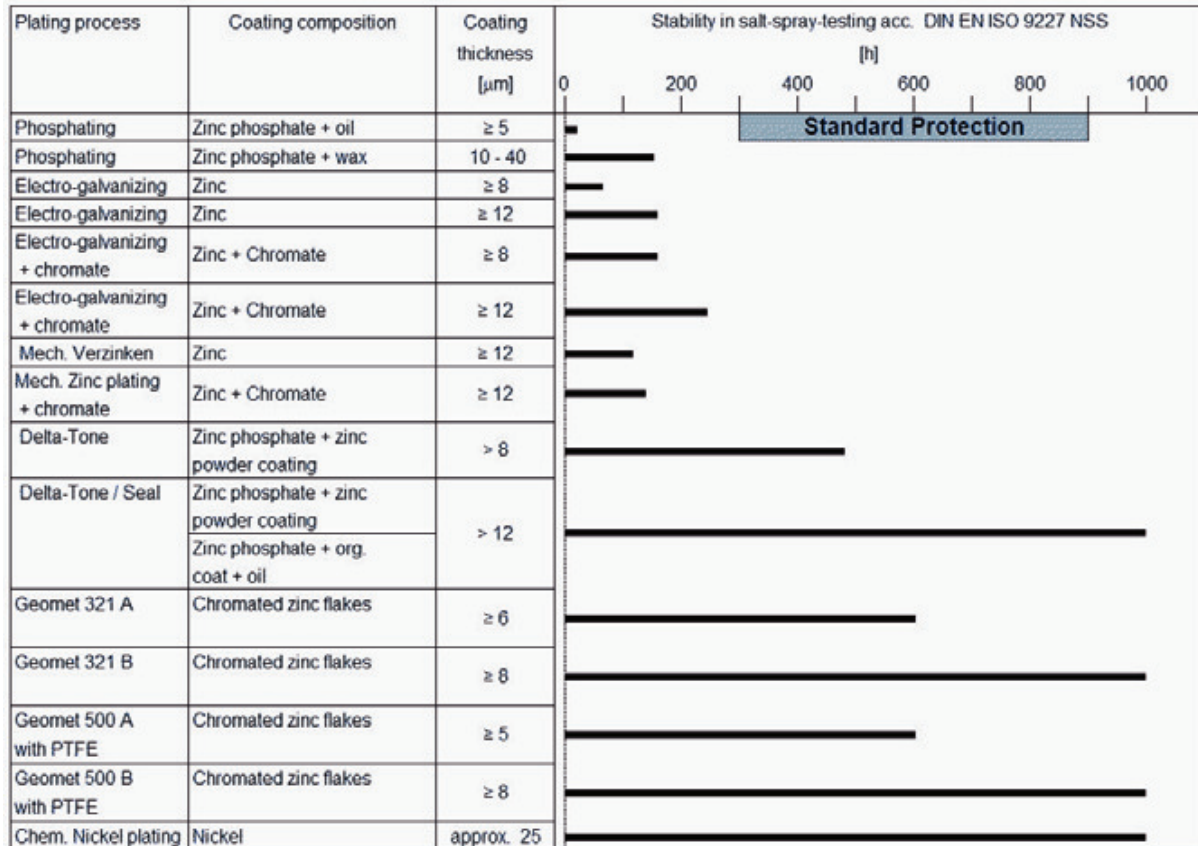 Plating process
Coating composition
Coating
thickness
[µm]
Stability in salt-spray-testing acc. DIN EN ISO 9227 NSS
[h]
0 200 400 600 800 1000
Standard Protection
Phosphating Zinc phosphate + oil ≥ 5
Phosphating Zinc phosphate + wax 10 - 40
Electro-galvanizing Zinc ≥ 8
Electro-galvanizing Zinc ≥ 12
Electro-galvanizing
+ chromate
Zinc + Chromate ≥ 8
Electro-galvanizing
+ chromate
Zinc + Chromate ≥ 12
Mech. Verzinken Zinc ≥ 12
Mech. Zinc plating
+ chromate
Zinc + Chromate ≥ 12
Delta-Tone
Zinc phosphate + zinc
powder coating
> 8
Delta-Tone / Seal
Zinc phosphate + zinc
powder coating
Zinc phosphate + org.
coat + oil
> 12
Geomet 321 A Chromated zinc flakes ≥ 6
Geomet 321 B Chromated zinc flakes ≥ 8
Geomet 500 A
with PTFE
Chromated zinc flakes ≥ 5
Geomet 500 B
with PTFE
Chromated zinc flakes ≥ 8
Chem. Nickel plating Nickel approx. 25